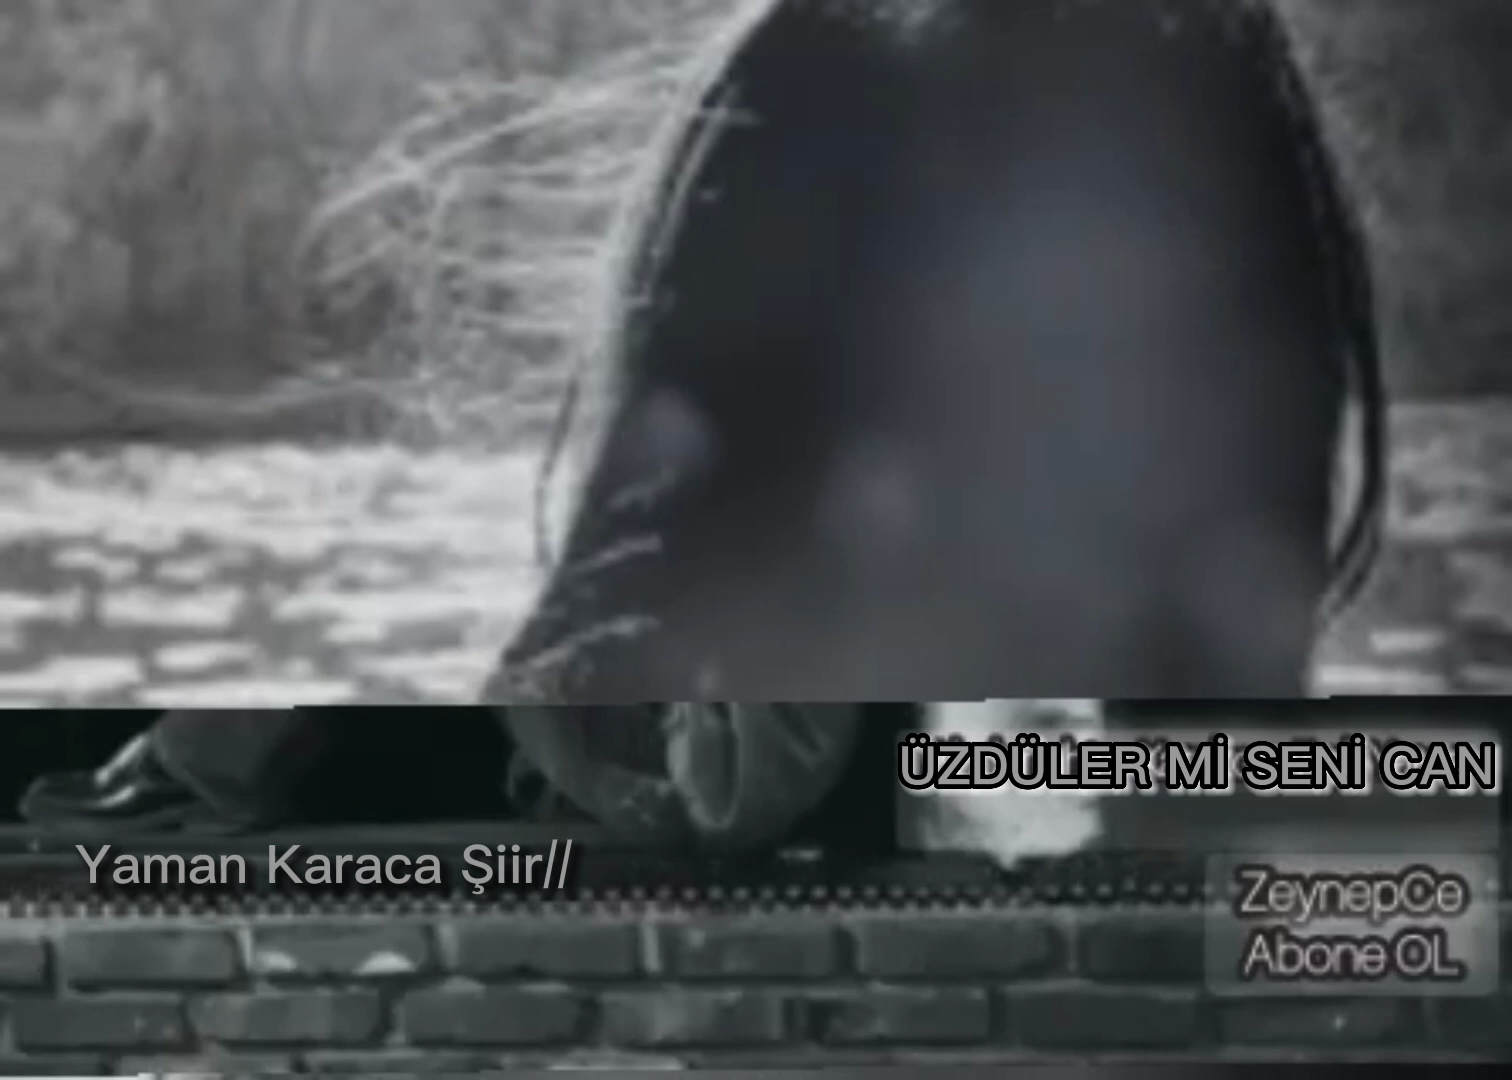 ÜZDÜLER Mİ SENİ CAN
Yaman Karaca Şiir//
ZeynepCe
Abone OL